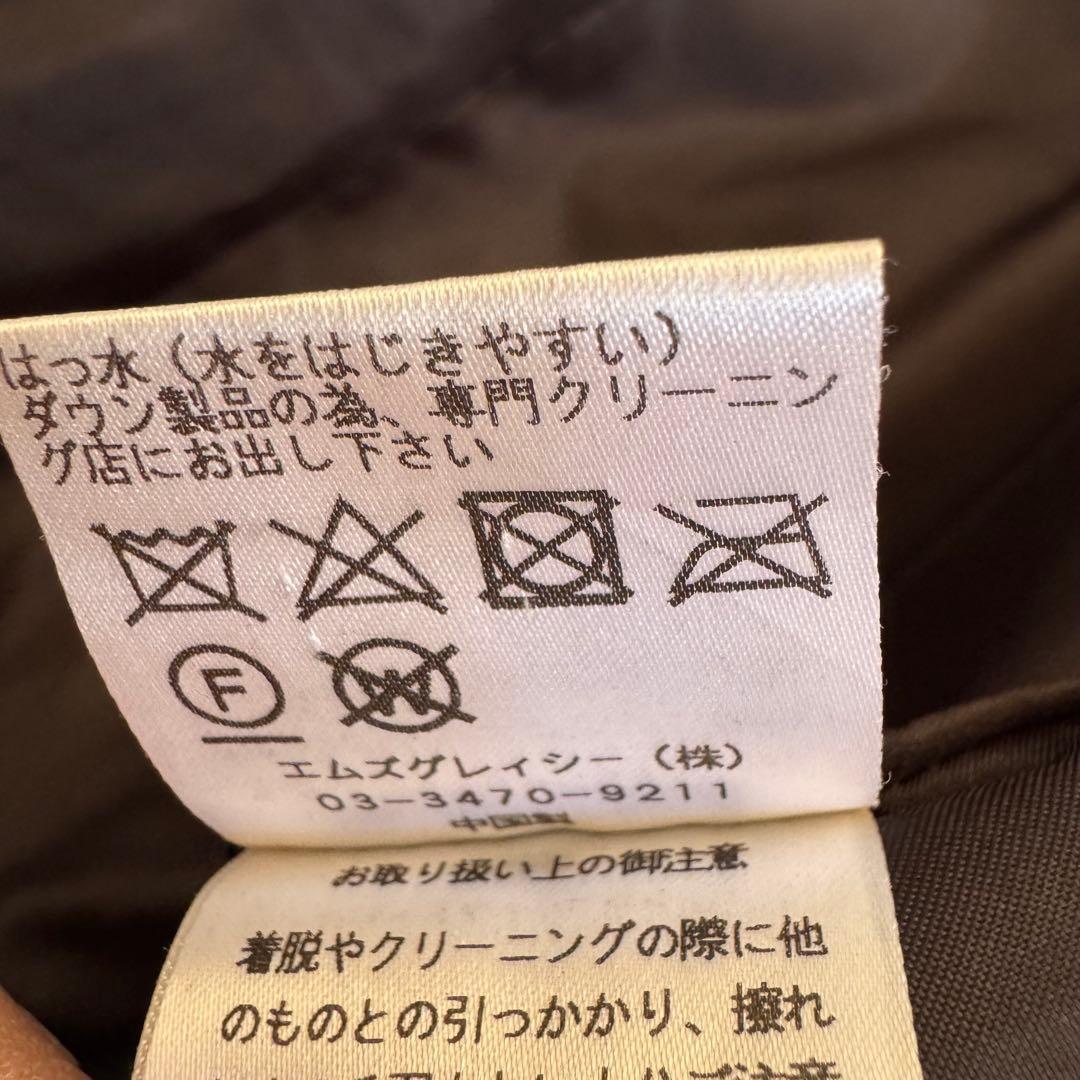 はっ水（水をはじきやすい）
ダウン製品の為、専門クリーニン
グ店にお出し下さい
F
W
エムズグレイシー（株）
03-3470-9211
中国製
お取り扱い上の御注意
着脱やクリーニングの際に他
のものとの引っかかり、擦れ